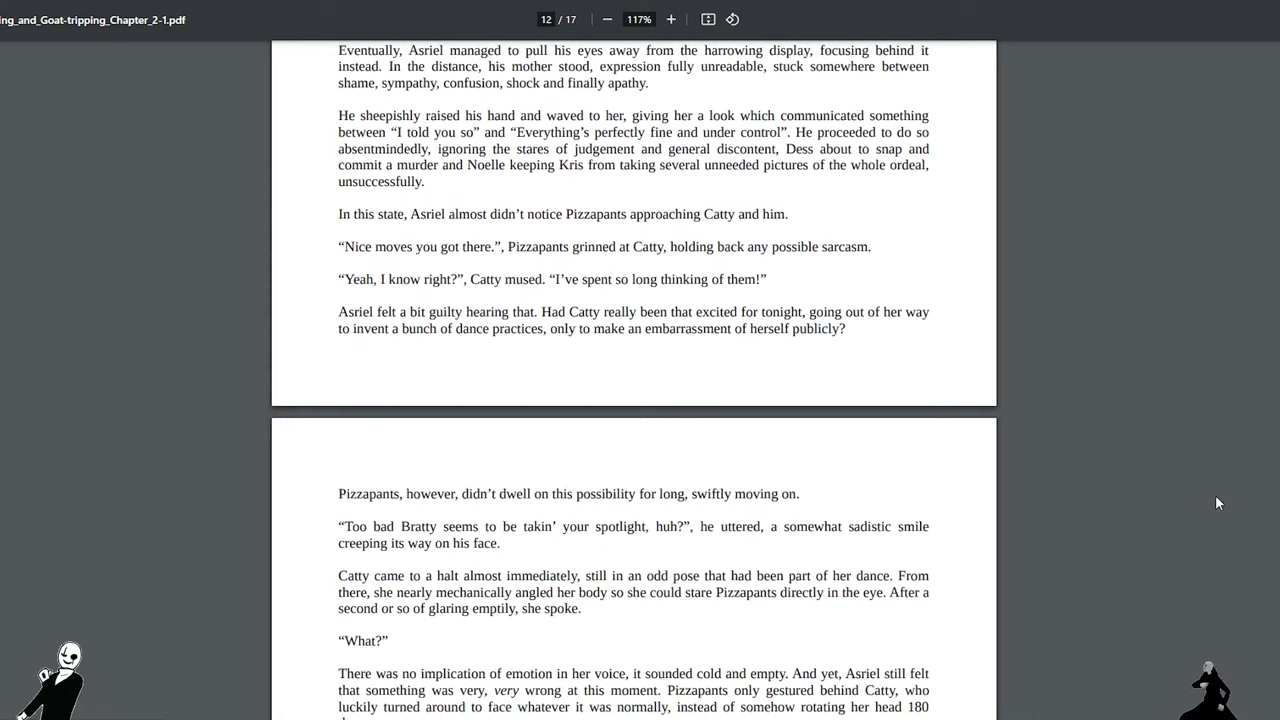 ing_and_Goat-tripping_Chapter_2-1.pdf
12 / 17
117%
Eventually, Asriel managed to pull his eyes away from the harrowing display, focusing behind it
instead. In the distance, his mother stood, expression fully unreadable, stuck somewhere between
shame, sympathy, confusion, shock and finally apathy.
He sheepishly raised his hand and waved to her, giving her a look which communicated something
between “I told you so” and “Everything’s perfectly fine and under control”. He proceeded to do so
absentmindedly, ignoring the stares of judgement and general discontent, Dess about to snap and
commit a murder and Noelle keeping Kris from taking several unneeded pictures of the whole ordeal,
unsuccessfully.
In this state, Asriel almost didn’t notice Pizzapants approaching Catty and him.
“Nice moves you got there.”, Pizzapants grinned at Catty, holding back any possible sarcasm.
“Yeah, I know right?”, Catty mused. “I’ve spent so long thinking of them!”
Asriel felt a bit guilty hearing that. Had Catty really been that excited for tonight, going out of her way
to invent a bunch of dance practices, only to make an embarrassment of herself publicly?
Pizzapants, however, didn’t dwell on this possibility for long, swiftly moving on.
“Too bad Bratty seems to be takin’ your spotlight, huh?”, he uttered, a somewhat sadistic smile
creeping its way on his face.
Catty came to a halt almost immediately, still in an odd pose that had been part of her dance. From
there, she nearly mechanically angled her body so she could stare Pizzapants directly in the eye. After a
second or so of glaring emptily, she spoke.
“What?”
There was no implication of emotion in her voice, it sounded cold and empty. And yet, Asriel still felt
that something was very, very wrong at this moment. Pizzapants only gestured behind Catty, who
luckily turned around to face whatever it was normally, instead of somehow rotating her head 180